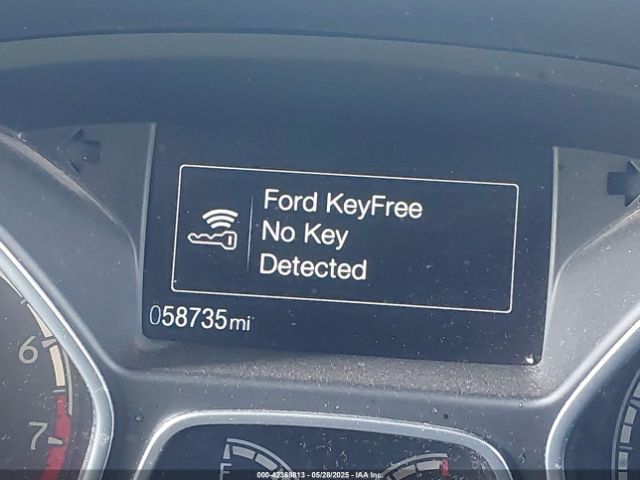 Ford KeyFree
No Key
Detected
058735mi
6
7
F
000-42368813 - 05/28/2025 - IAA Inc.